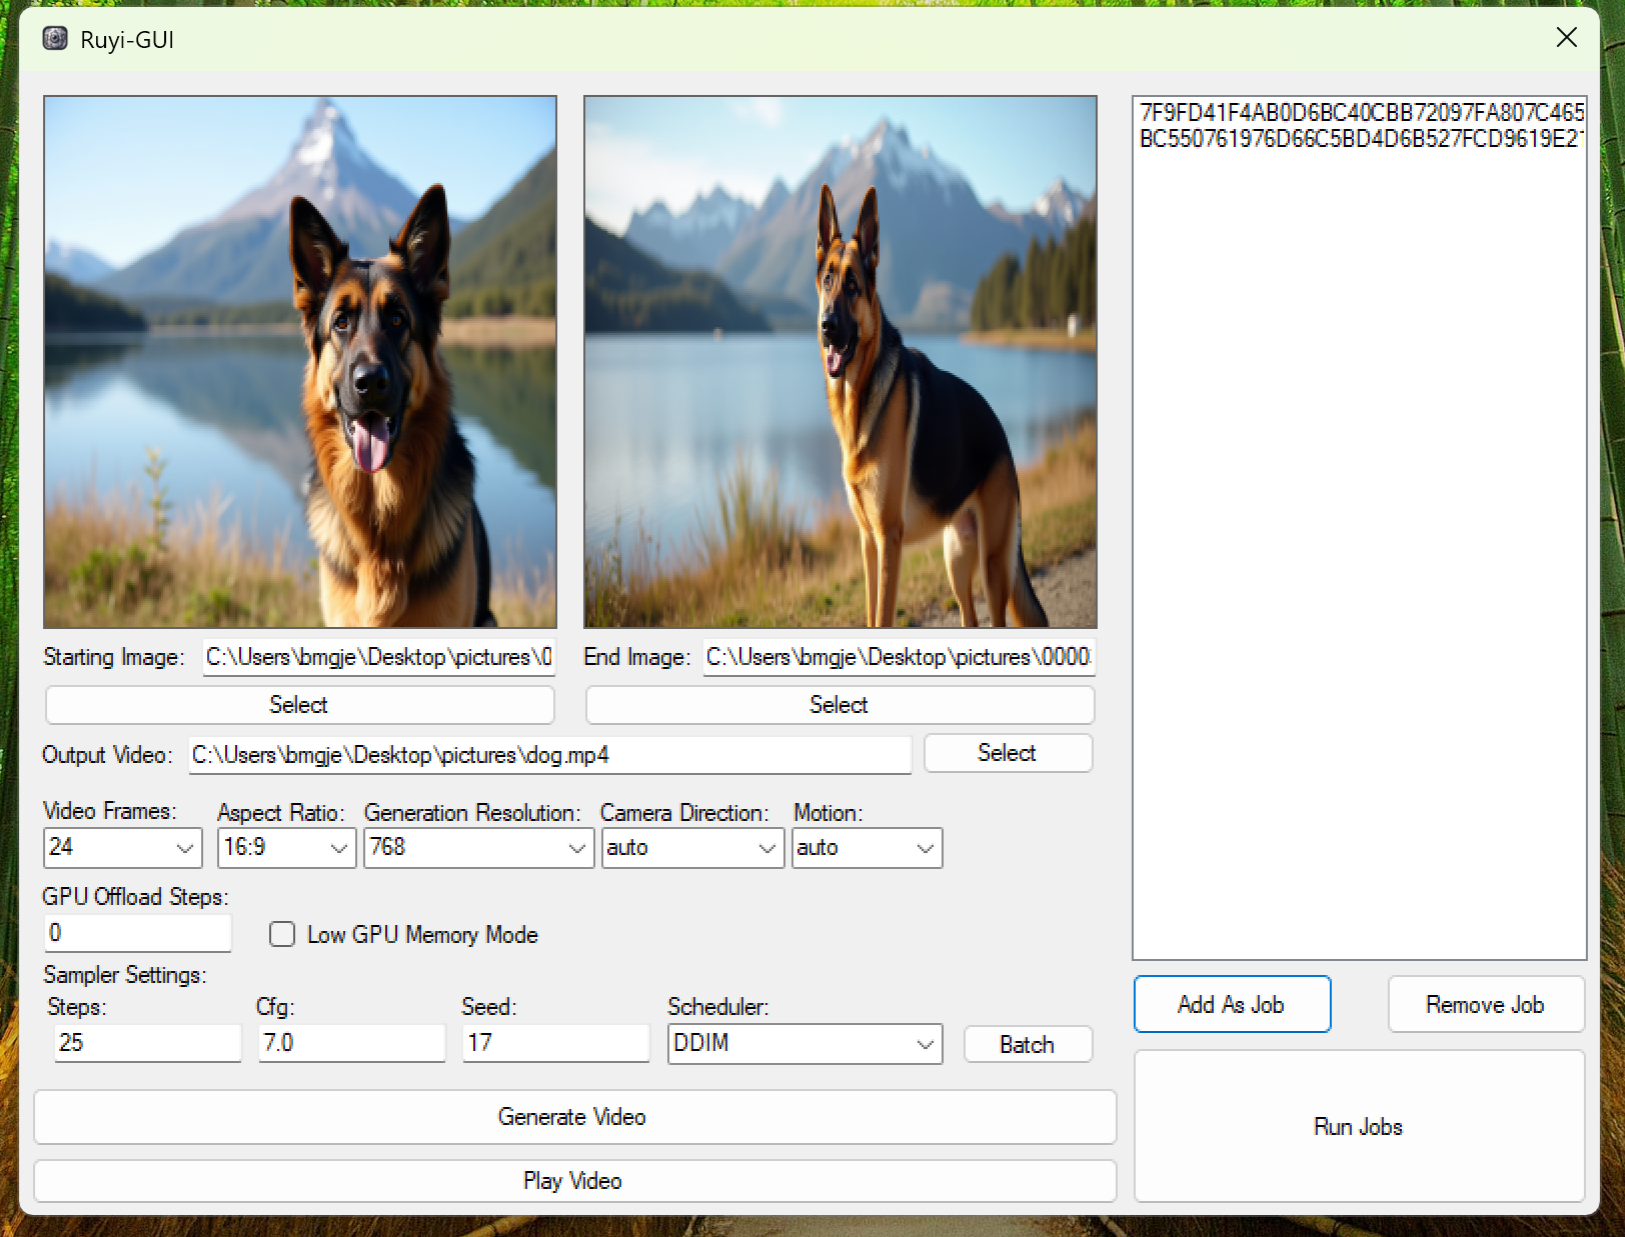 Ruyi-GUI
7F9FD41F4AB0D6BC40CBB72097FA807C465
BC550761976D66C5BD4D6B527FCD9619E2
Starting Image: C:\Users\bmgje\Desktop\pictures\0
End Image: C:\Users\bmgje\Desktop\pictures\0000
Select
Select
Output Video: C:\Users\bmgje\Desktop\pictures\dog.mp4
Select
Video Frames: Aspect Ratio: Generation Resolution: Camera Direction: Motion:
24 16:9 768 auto auto
GPU Offload Steps:
0
Low GPU Memory Mode
Sampler Settings:
Steps: Cfg: Seed: Scheduler:
25 7.0 17 DDIM
Batch
Add As Job
Remove Job
Generate Video
Run Jobs
Play Video